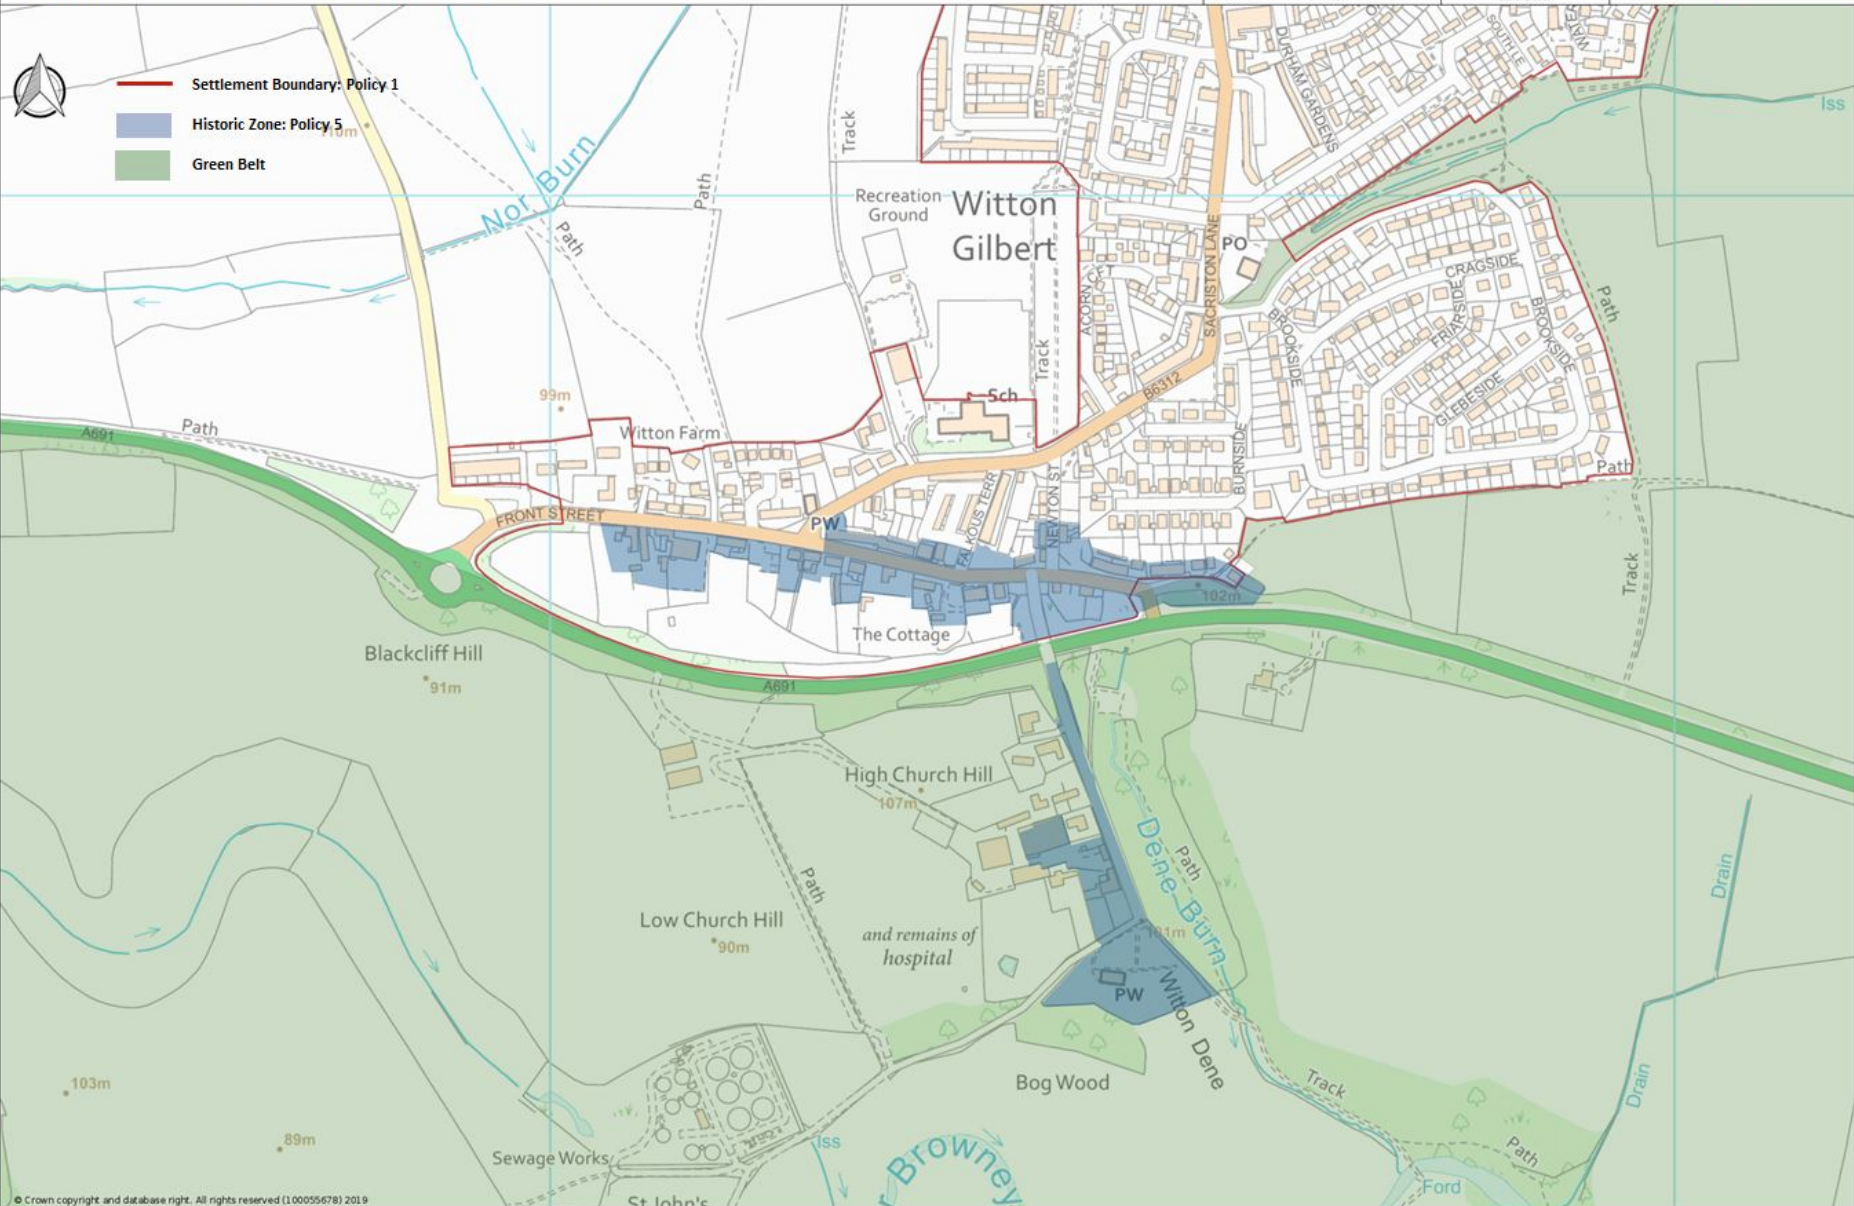 Settlement Boundary: Policy 1
Historic Zone: Policy 5
Green Belt
110m
Nor Burn
Path
Path
Track
Recreation
Ground
Witton
Gilbert
DURHAM GARDENS
Iss
PO
SACRISTON LANE
ACORN CFT
Track
BROOKSIDE
CRAGSIDE
FRIARSIDE
BROOKSIDE
GLEBESIDE
Path
B6312
99m
Sch
Witton Farm
A691
Path
BURNSIDE
Path
FRONT STREET
PW
FALKOUS TERR
NEWTON ST
102m
Track
The Cottage
Blackcliff Hill
91m
A691
High Church Hill
107m
Dene Burn
Path
Path
Drain
Low Church Hill
90m
and remains of
hospital
PW
Witton Dene
Bog Wood
Track
Drain
103m
89m
Sewage Works
Iss
Browney
Path
Ford
St John's
© Crown copyright and database right. All rights reserved (100055678) 2019